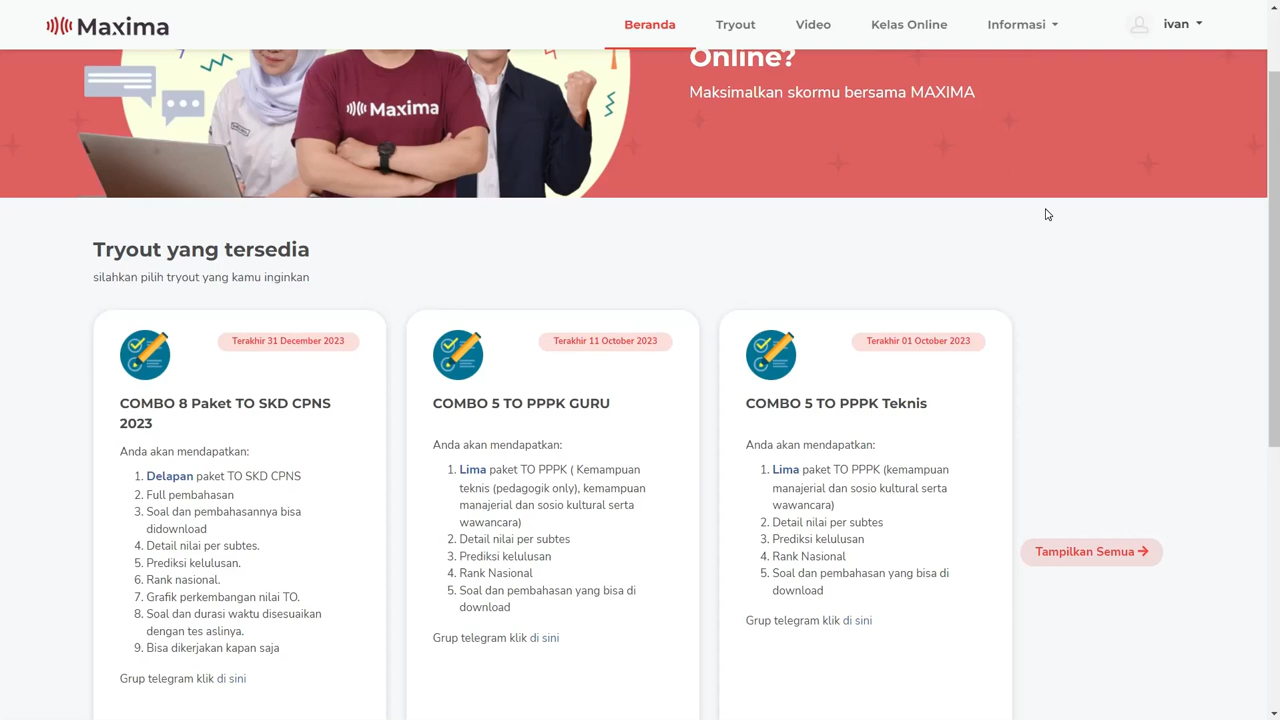 Maxima
Beranda
Tryout
Video
Kelas Online
Informasi
ivan
Online?
Maksimalkan skormu bersama MAXIMA
Maxima
Tryout yang tersedia
silahkan pilih tryout yang kamu inginkan
Terakhir 31 December 2023
COMBO 8 Paket TO SKD CPNS
2023
Anda akan mendapatkan:
1. Delapan paket TO SKD CPNS
2. Full pembahasan
3. Soal dan pembahasannya bisa
didownload
4. Detail nilai per subtes.
5. Prediksi kelulusan.
6. Rank nasional.
7. Grafik perkembangan nilai TO.
8. Soal dan durasi waktu disesuaikan
dengan tes aslinya.
9. Bisa dikerjakan kapan saja
Grup telegram klik di sini
Terakhir 11 October 2023
COMBO 5 TO PPPK GURU
Anda akan mendapatkan:
1. Lima paket TO PPPK ( Kemampuan
teknis (pedagogik only), kemampuan
manajerial dan sosio kultural serta
wawancara)
2. Detail nilai per subtes
3. Prediksi kelulusan
4. Rank Nasional
5. Soal dan pembahasan yang bisa di
download
Grup telegram klik di sini
Terakhir 01 October 2023
COMBO 5 TO PPPK Teknis
Anda akan mendapatkan:
1. Lima paket TO PPPK (kemampuan
manajerial dan sosio kultural serta
wawancara)
2. Detail nilai per subtes
3. Prediksi kelulusan
4. Rank Nasional
5. Soal dan pembahasan yang bisa di
download
Grup telegram klik di sini
Tampilkan Semua →